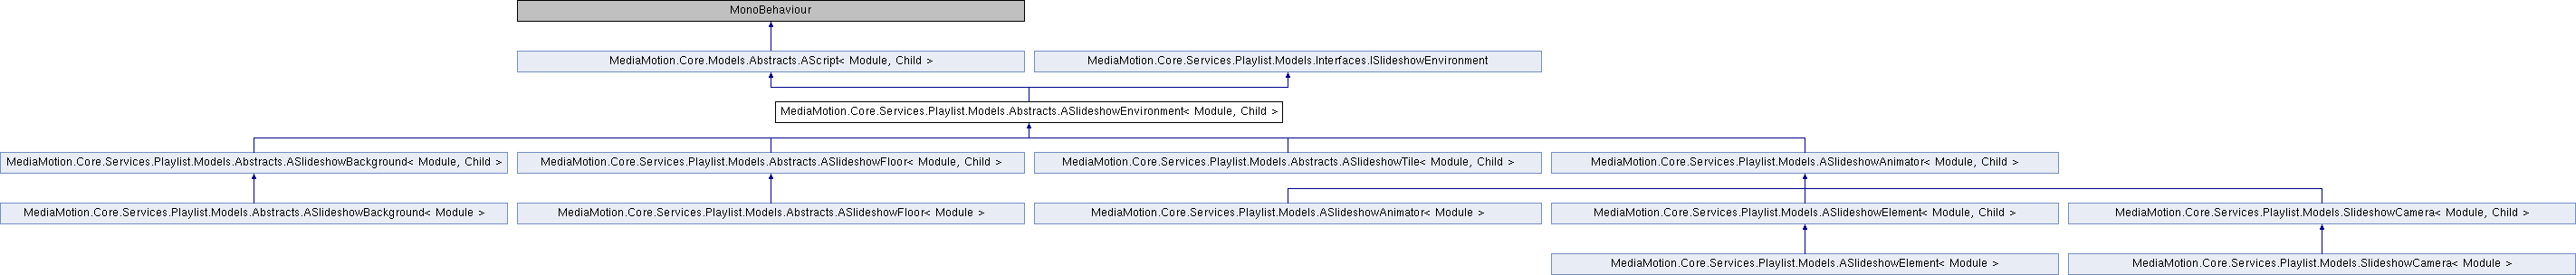 MonoBehaviour
MediaMotion.Core.Models.Abstracts.AScript< Module, Child >
MediaMotion.Core.Services.Playlist.Models.Interfaces.ISlideshowEnvironment
MediaMotion.Core.Services.Playlist.Models.Abstracts.ASlideshowEnvironment< Module, Child >
MediaMotion.Core.Services.Playlist.Models.Abstracts.ASlideshowBackground< Module, Child >
MediaMotion.Core.Services.Playlist.Models.Abstracts.ASlideshowFloor< Module, Child >
MediaMotion.Core.Services.Playlist.Models.Abstracts.ASlideshowTile< Module, Child >
MediaMotion.Core.Services.Playlist.Models.ASlideshowAnimator< Module, Child >
MediaMotion.Core.Services.Playlist.Models.Abstracts.ASlideshowBackground< Module >
MediaMotion.Core.Services.Playlist.Models.Abstracts.ASlideshowFloor< Module >
MediaMotion.Core.Services.Playlist.Models.ASlideshowAnimator< Module >
MediaMotion.Core.Services.Playlist.Models.ASlideshowElement< Module, Child >
MediaMotion.Core.Services.Playlist.Models.SlideshowCamera< Module, Child >
MediaMotion.Core.Services.Playlist.Models.ASlideshowElement< Module >
MediaMotion.Core.Services.Playlist.Models.SlideshowCamera< Module >